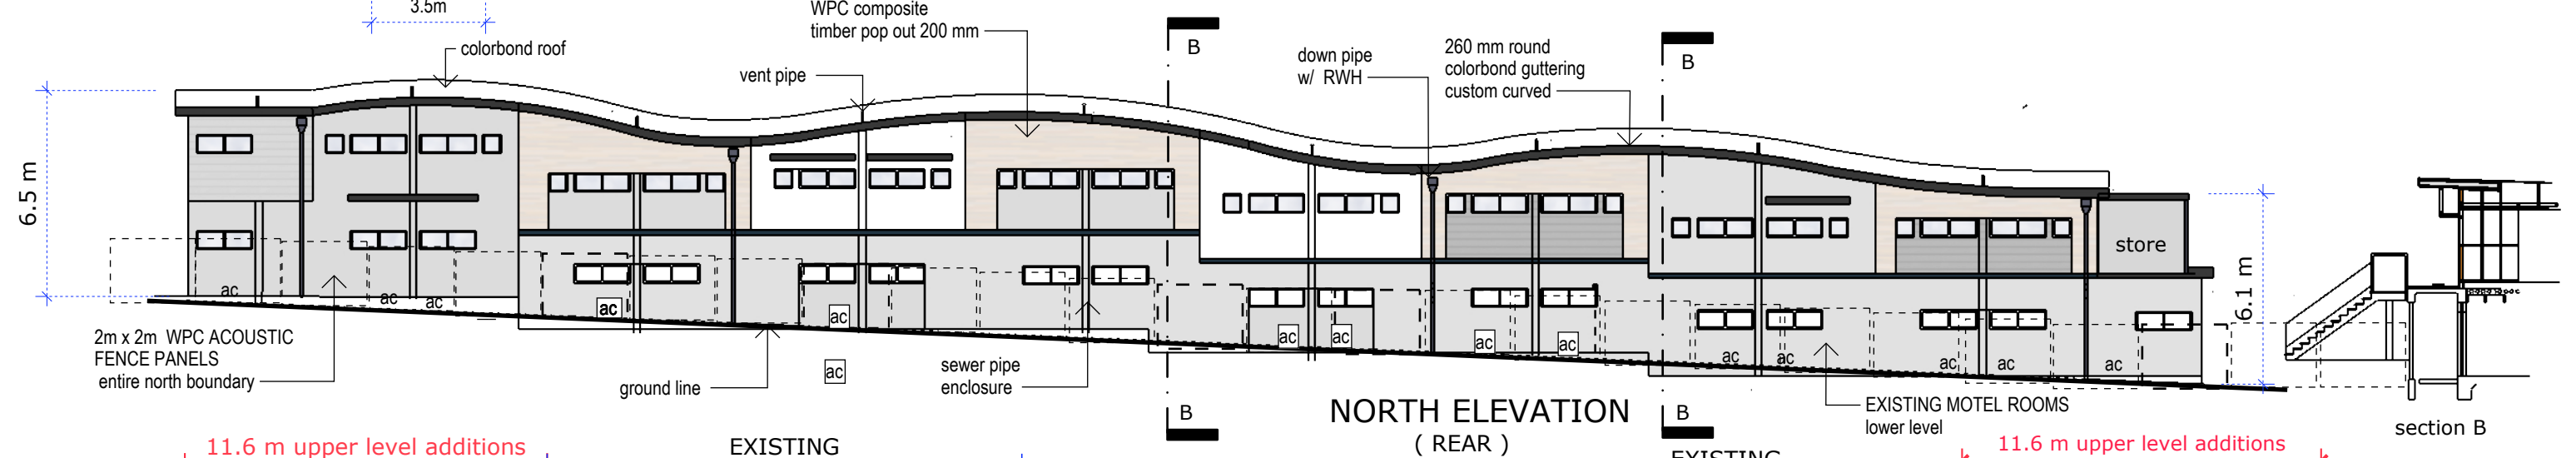 3.5m
WPC composite
timber pop out 200 mm
colorbond roof
vent pipe
B
down pipe
w/ RWH
260 mm round
colorbond guttering
custom curved
B
6.5 m
store
6.1 m
ac
ac
ac
ac
ac
ac
ac
ac
ac
ac
ac
ac
ac
ac
2m x 2m WPC ACOUSTIC
FENCE PANELS
entire north boundary
ground line
ac
sewer pipe
enclosure
B
NORTH ELEVATION
( REAR )
B
EXISTING MOTEL ROOMS
lower level
section B
11.6 m upper level additions
EXISTING
EXISTING
11.6 m upper level additions